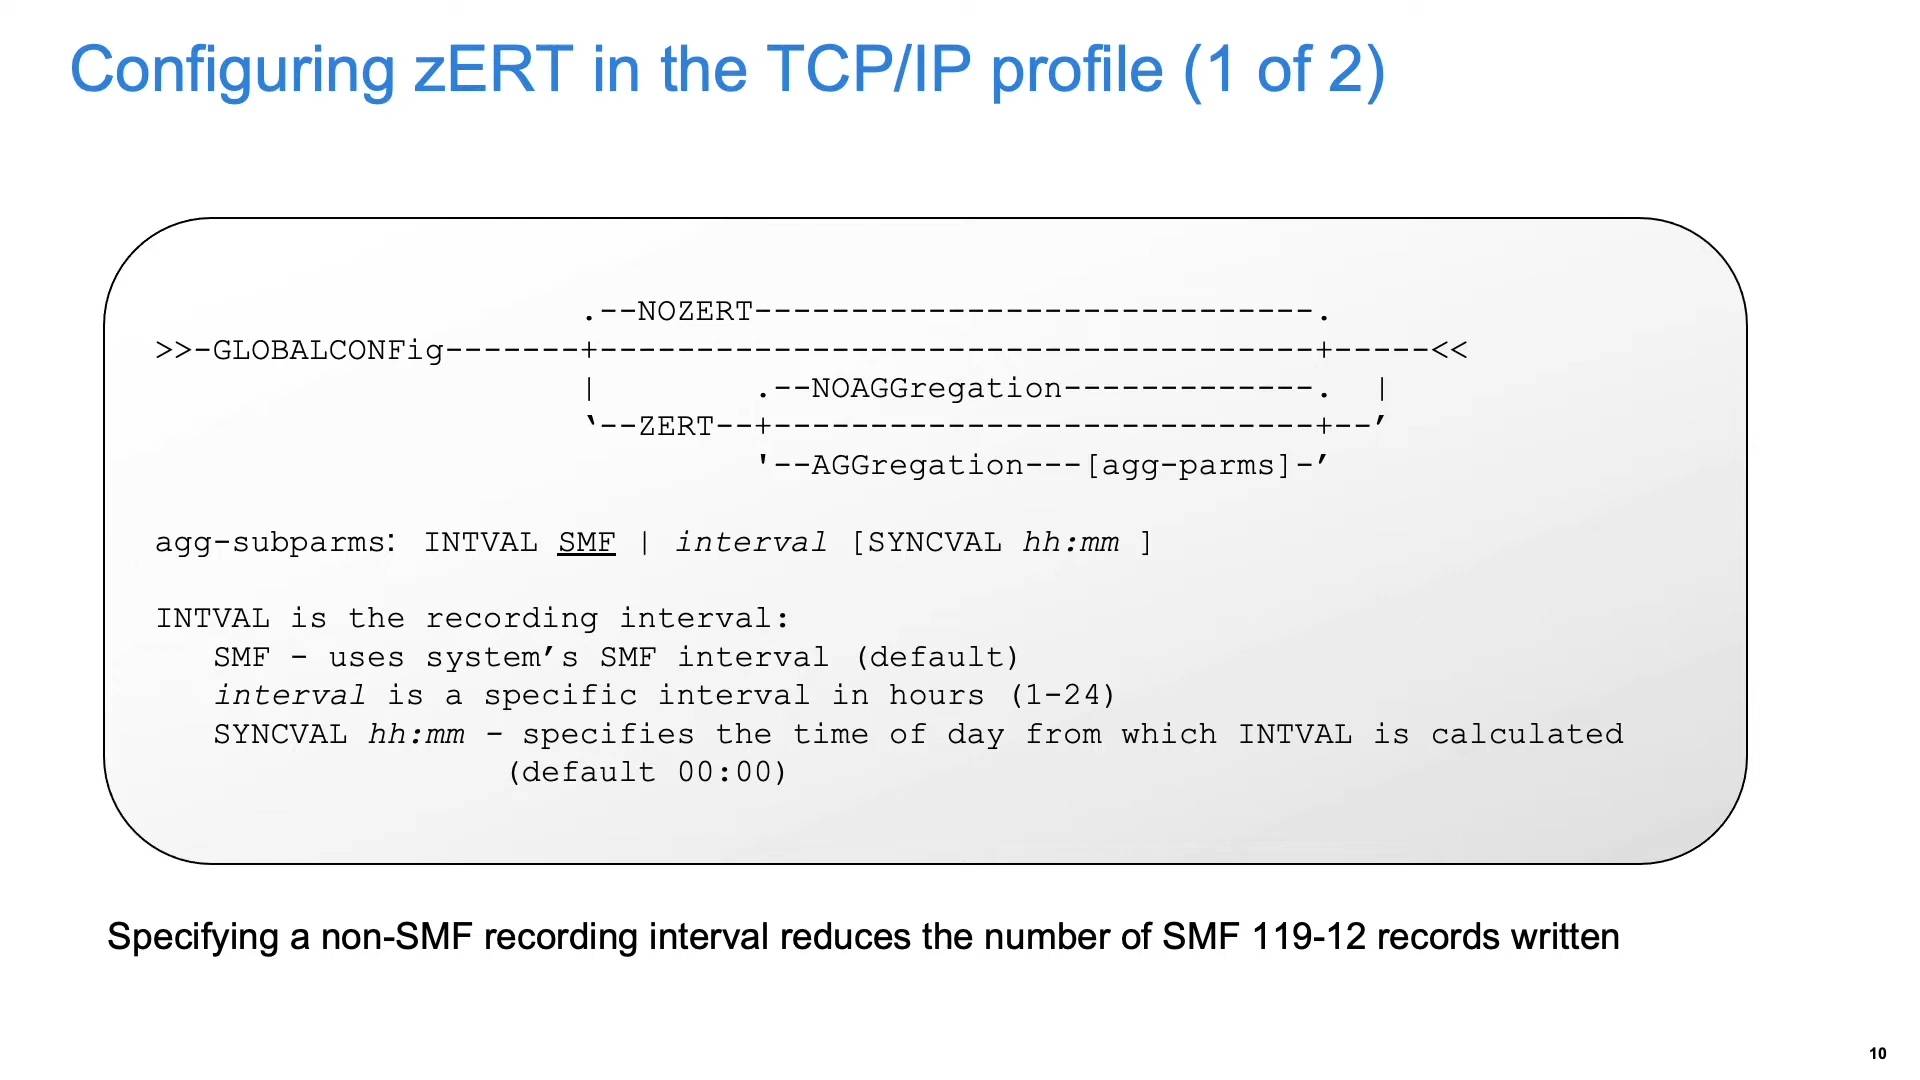 Configuring zERT in the TCP/IP profile (1 of 2)
.--NOZERT-----------------------------.
>>-GLOBALCONFig-------+-------------------------------------+-----<<
| .--NOAGGregation-------------. |
‛--ZERT--+----------------------------+--’
'--AGGregation---[agg-parms]-’
agg-subparms: INTVAL SMF | interval [SYNCVAL hh:mm ]
INTVAL is the recording interval:
SMF - uses system’s SMF interval (default)
interval is a specific interval in hours (1-24)
SYNCVAL hh:mm - specifies the time of day from which INTVAL is calculated
(default 00:00)
Specifying a non-SMF recording interval reduces the number of SMF 119-12 records written
10